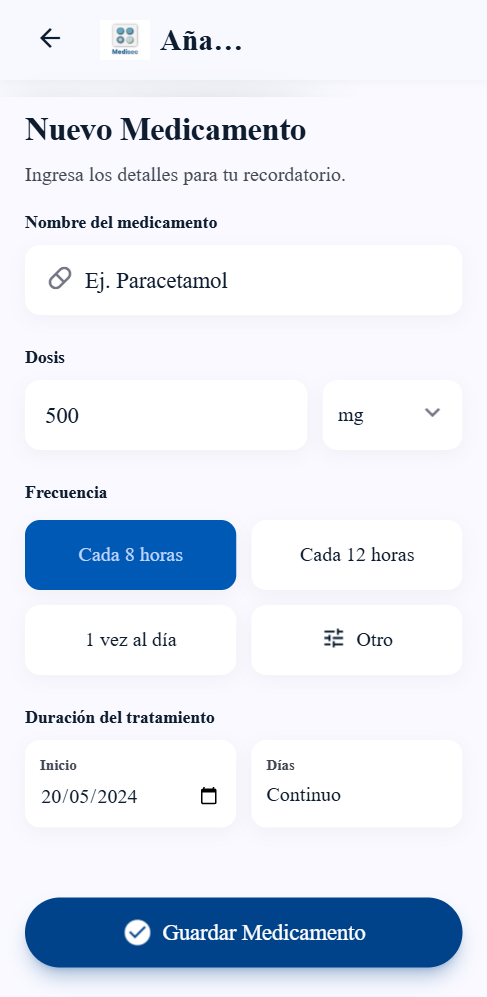 Medisec
Aña...
Nuevo Medicamento
Ingresa los detalles para tu recordatorio.
Nombre del medicamento
Ej. Paracetamol
Dosis
500
mg
Frecuencia
Cada 8 horas
Cada 12 horas
1 vez al día
Otro
Duración del tratamiento
Inicio
20/05/2024
Días
Continuo
Guardar Medicamento